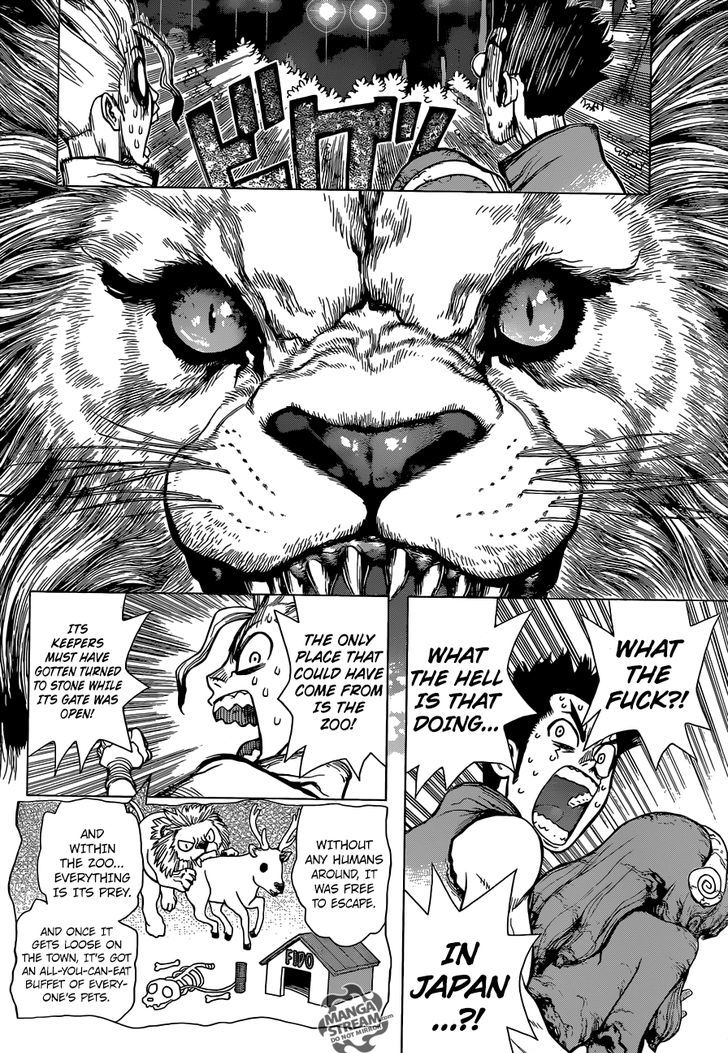 ビグッ
WHAT
THE
FUCK?!
WHAT
THE HELL
IS THAT
DOING...
IN
JAPAN
...?!
THE ONLY
PLACE THAT
COULD HAVE
COME FROM
IS THE
ZOO!
ITS
KEEPERS
MUST HAVE
GOTTEN TURNED
TO STONE WHILE
ITS GATE WAS
OPEN!
WITHOUT
ANY HUMANS
AROUND, IT
WAS FREE
TO ESCAPE.
AND
WITHIN
THE ZOO...
EVERYTHING
IS ITS PREY.
AND ONCE IT
GETS LOOSE ON
THE TOWN, IT'S GOT
AN ALL-YOU-CAN-EAT
BUFFET OF EVERY-
ONE'S PETS.
FIDO
MANGA
STREAM.COM
DO NOT MIRROR